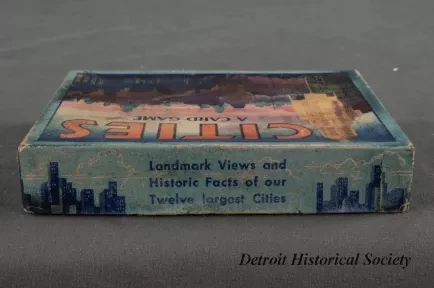 CITIES
A CARD GAME
Landmark Views and
Historic Facts of our
Twelve largest Cities
Detroit Historical Society